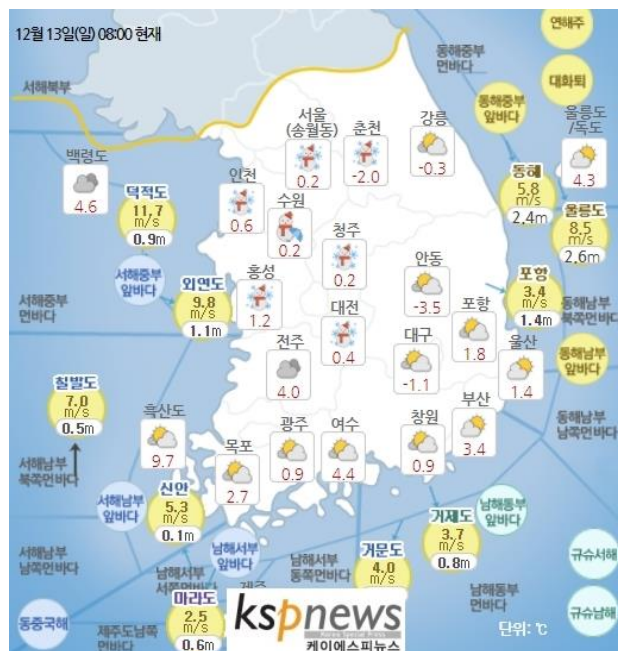 12월 13일(일) 08:00 현재
연해주
동해중부
먼바다
대화퇴
서해북부
동해중부
앞바다
울릉도
/독도
4.3
서울
(송월동)
0.2
춘천
-2.0
강릉
-0.3
백령도
4.6
인천
0.6
덕적도
11.7
m/s
0.9m
수원
0.2
동해
5.8
m/s
2.4m
울릉도
8.5
m/s
2.6m
청주
0.2
안동
-3.5
서해중부
앞바다
외연도
9.8
m/s
1.1m
홍성
1.2
포항
3.4
m/s
1.4m
서해중부
먼바다
대전
0.4
포항
1.8
동해남부
북쪽먼바다
전주
4.0
대구
-1.1
울산
1.4
동해남부
앞바다
칠발도
7.0
m/s
0.5m
흑산도
9.7
목포
2.7
광주
0.9
여수
4.4
창원
0.9
부산
3.4
동해남부
남쪽먼바다
서해남부
북쪽먼바다
서해남부
앞바다
신안
5.3
m/s
0.1m
남해서부
앞바다
거제도
3.7
m/s
0.8m
남해동부
앞바다
서해남부
남쪽먼바다
남해서부
서쪽먼바다
남해서부
동쪽먼바다
거문도
4.0
m/s
규슈서해
제주
남해동부
먼바다
동중국해
제주도남쪽
먼바다
마라도
2.5
m/s
0.6m
kspnews
Korea Special Press
케이에스피뉴스
규슈남해
단위: ℃